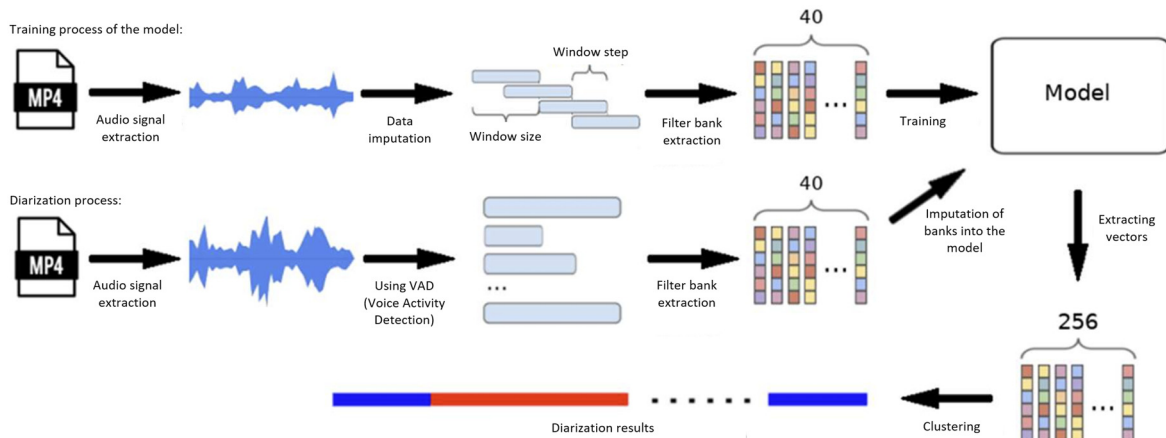 Training process of the model:
MP4
Audio signal
extraction
Data
imputation
Window step
Window size
Filter bank
extraction
40
...
Training
Model
Diarization process:
MP4
Audio signal
extraction
Using VAD
(Voice Activity
Detection)
...
Filter bank
extraction
40
...
Imputation of
banks into the
model
Extracting
vectors
256
...
Clustering
Diarization results